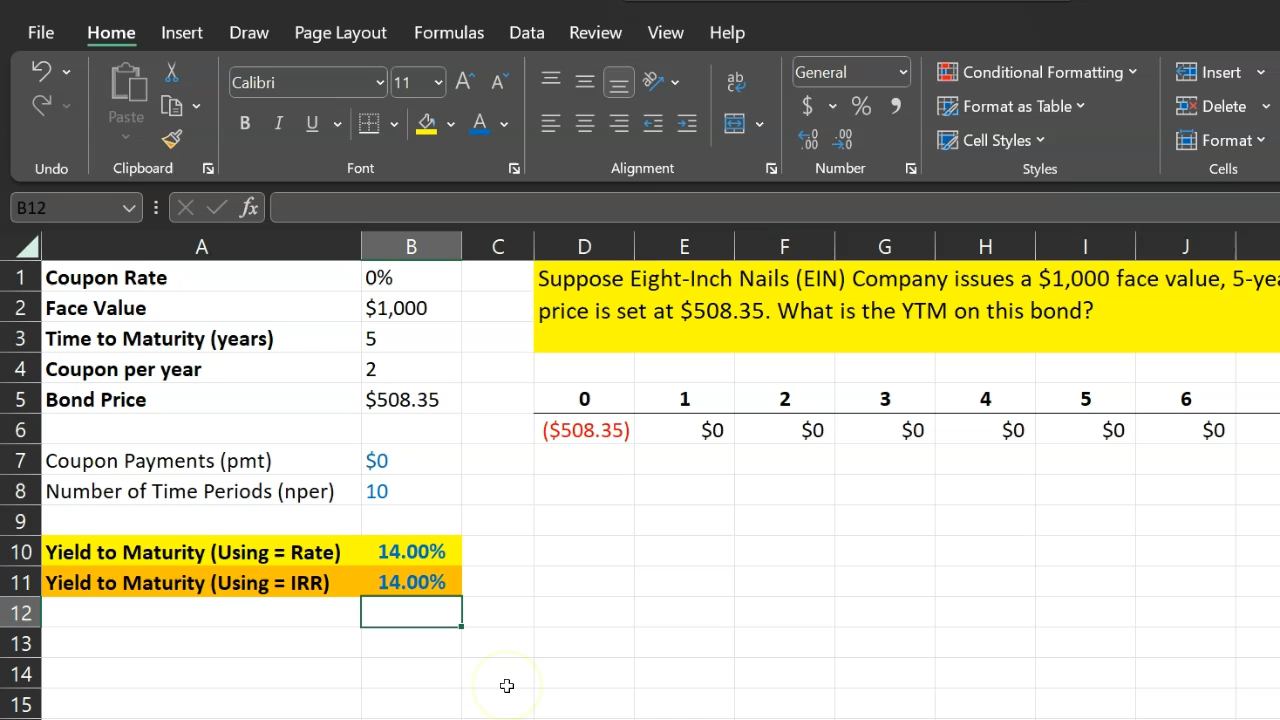 File Home Insert Draw Page Layout Formulas Data Review View Help
Calibri 11 A A General Conditional Formatting Insert
Paste ab $ % 9 Format as Table Delete
B I U A .00 .00 Cell Styles Format
Undo Clipboard Font Alignment Number Styles Cells
B12 fx
A B C D E F G H I J
1 Coupon Rate 0% Suppose Eight-Inch Nails (EIN) Company issues a $1,000 face value, 5-yea
2 Face Value $1,000 price is set at $508.35. What is the YTM on this bond?
3 Time to Maturity (years) 5
4 Coupon per year 2
5 Bond Price $508.35 0 1 2 3 4 5 6
6 ($508.35) $0 $0 $0 $0 $0 $0
7 Coupon Payments (pmt) $0
8 Number of Time Periods (nper) 10
9
10 Yield to Maturity (Using = Rate) 14.00%
11 Yield to Maturity (Using = IRR) 14.00%
12
13
14
15